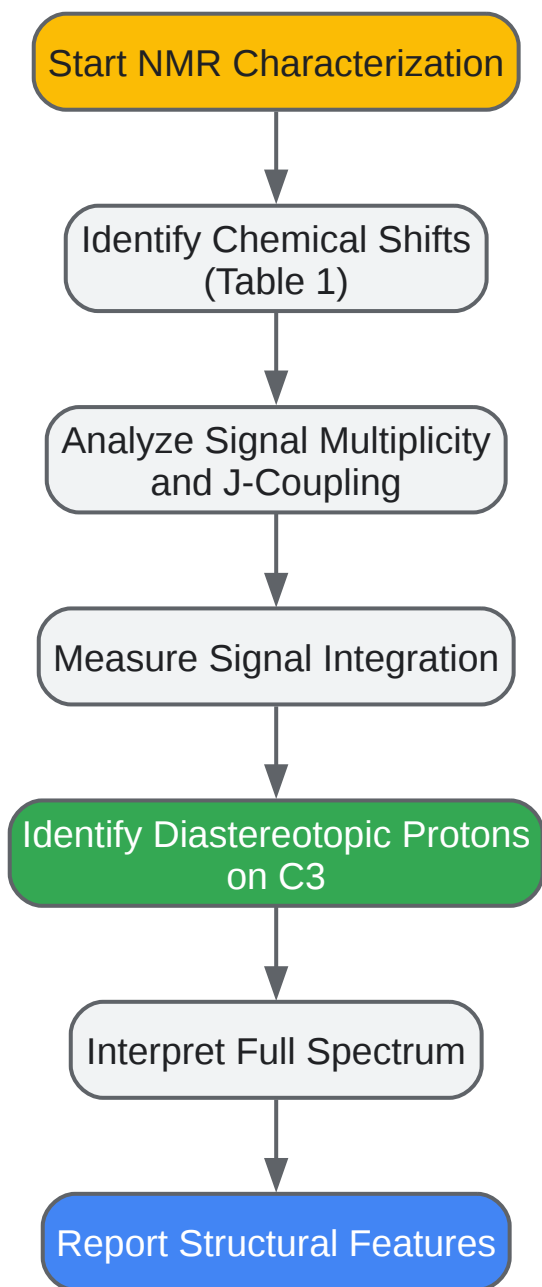 Start NMR Characterization
Identify Chemical Shifts
(Table 1)
Analyze Signal Multiplicity
and J-Coupling
Measure Signal Integration
Identify Diastereotopic Protons
on C3
Interpret Full Spectrum
Report Structural Features